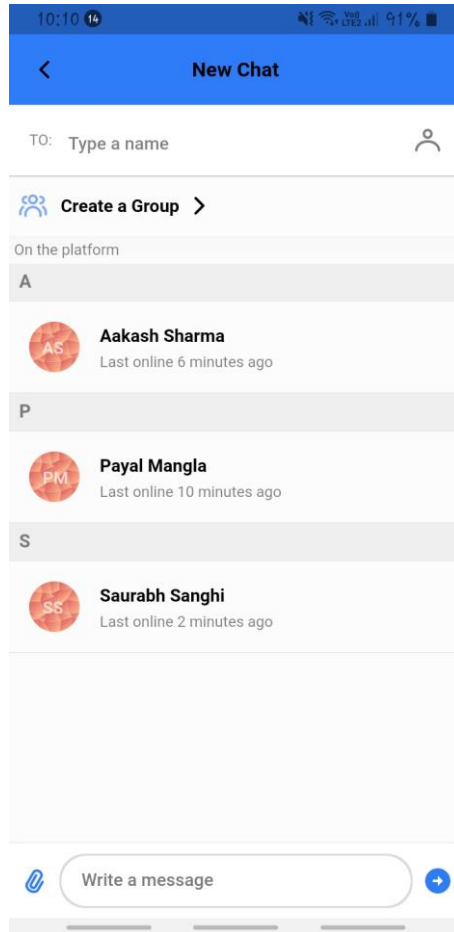 10:10 14 Vo)) LTE2 91%
New Chat
TO: Type a name
Create a Group
On the platform
A
AS Aakash Sharma
Last online 6 minutes ago
P
PM Payal Mangla
Last online 10 minutes ago
S
SS Saurabh Sanghi
Last online 2 minutes ago
Write a message